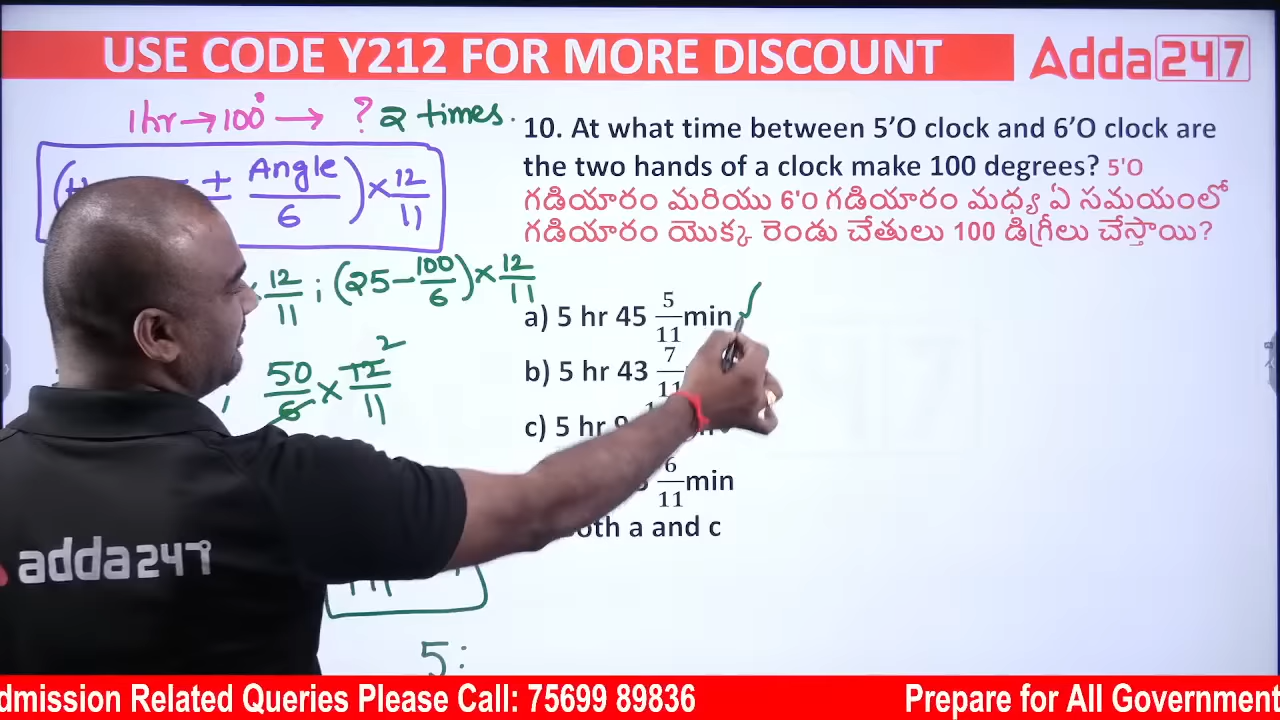 USE CODE Y212 FOR MORE DISCOUNT
Adda247
1hr → 100° → ? 2 times.
± Angle/6 ) × 12/11
10. At what time between 5’O clock and 6’O clock are
the two hands of a clock make 100 degrees? 5'O
గడియారం మరియు 6'O గడియారం మధ్య ఏ సమయంలో
గడియారం యొక్క రెండు చేతులు 100 డిగ్రీలు చేస్తాయి?
× 12/11 ; (25 − 100/6) × 12/11
a) 5 hr 45 5/11 min
50/6 × 12/11 2
b) 5 hr 43 7/11
c) 5 hr 9
6/11 min
both a and c
adda247
5:
dmission Related Queries Please Call: 75699 89836
Prepare for All Government